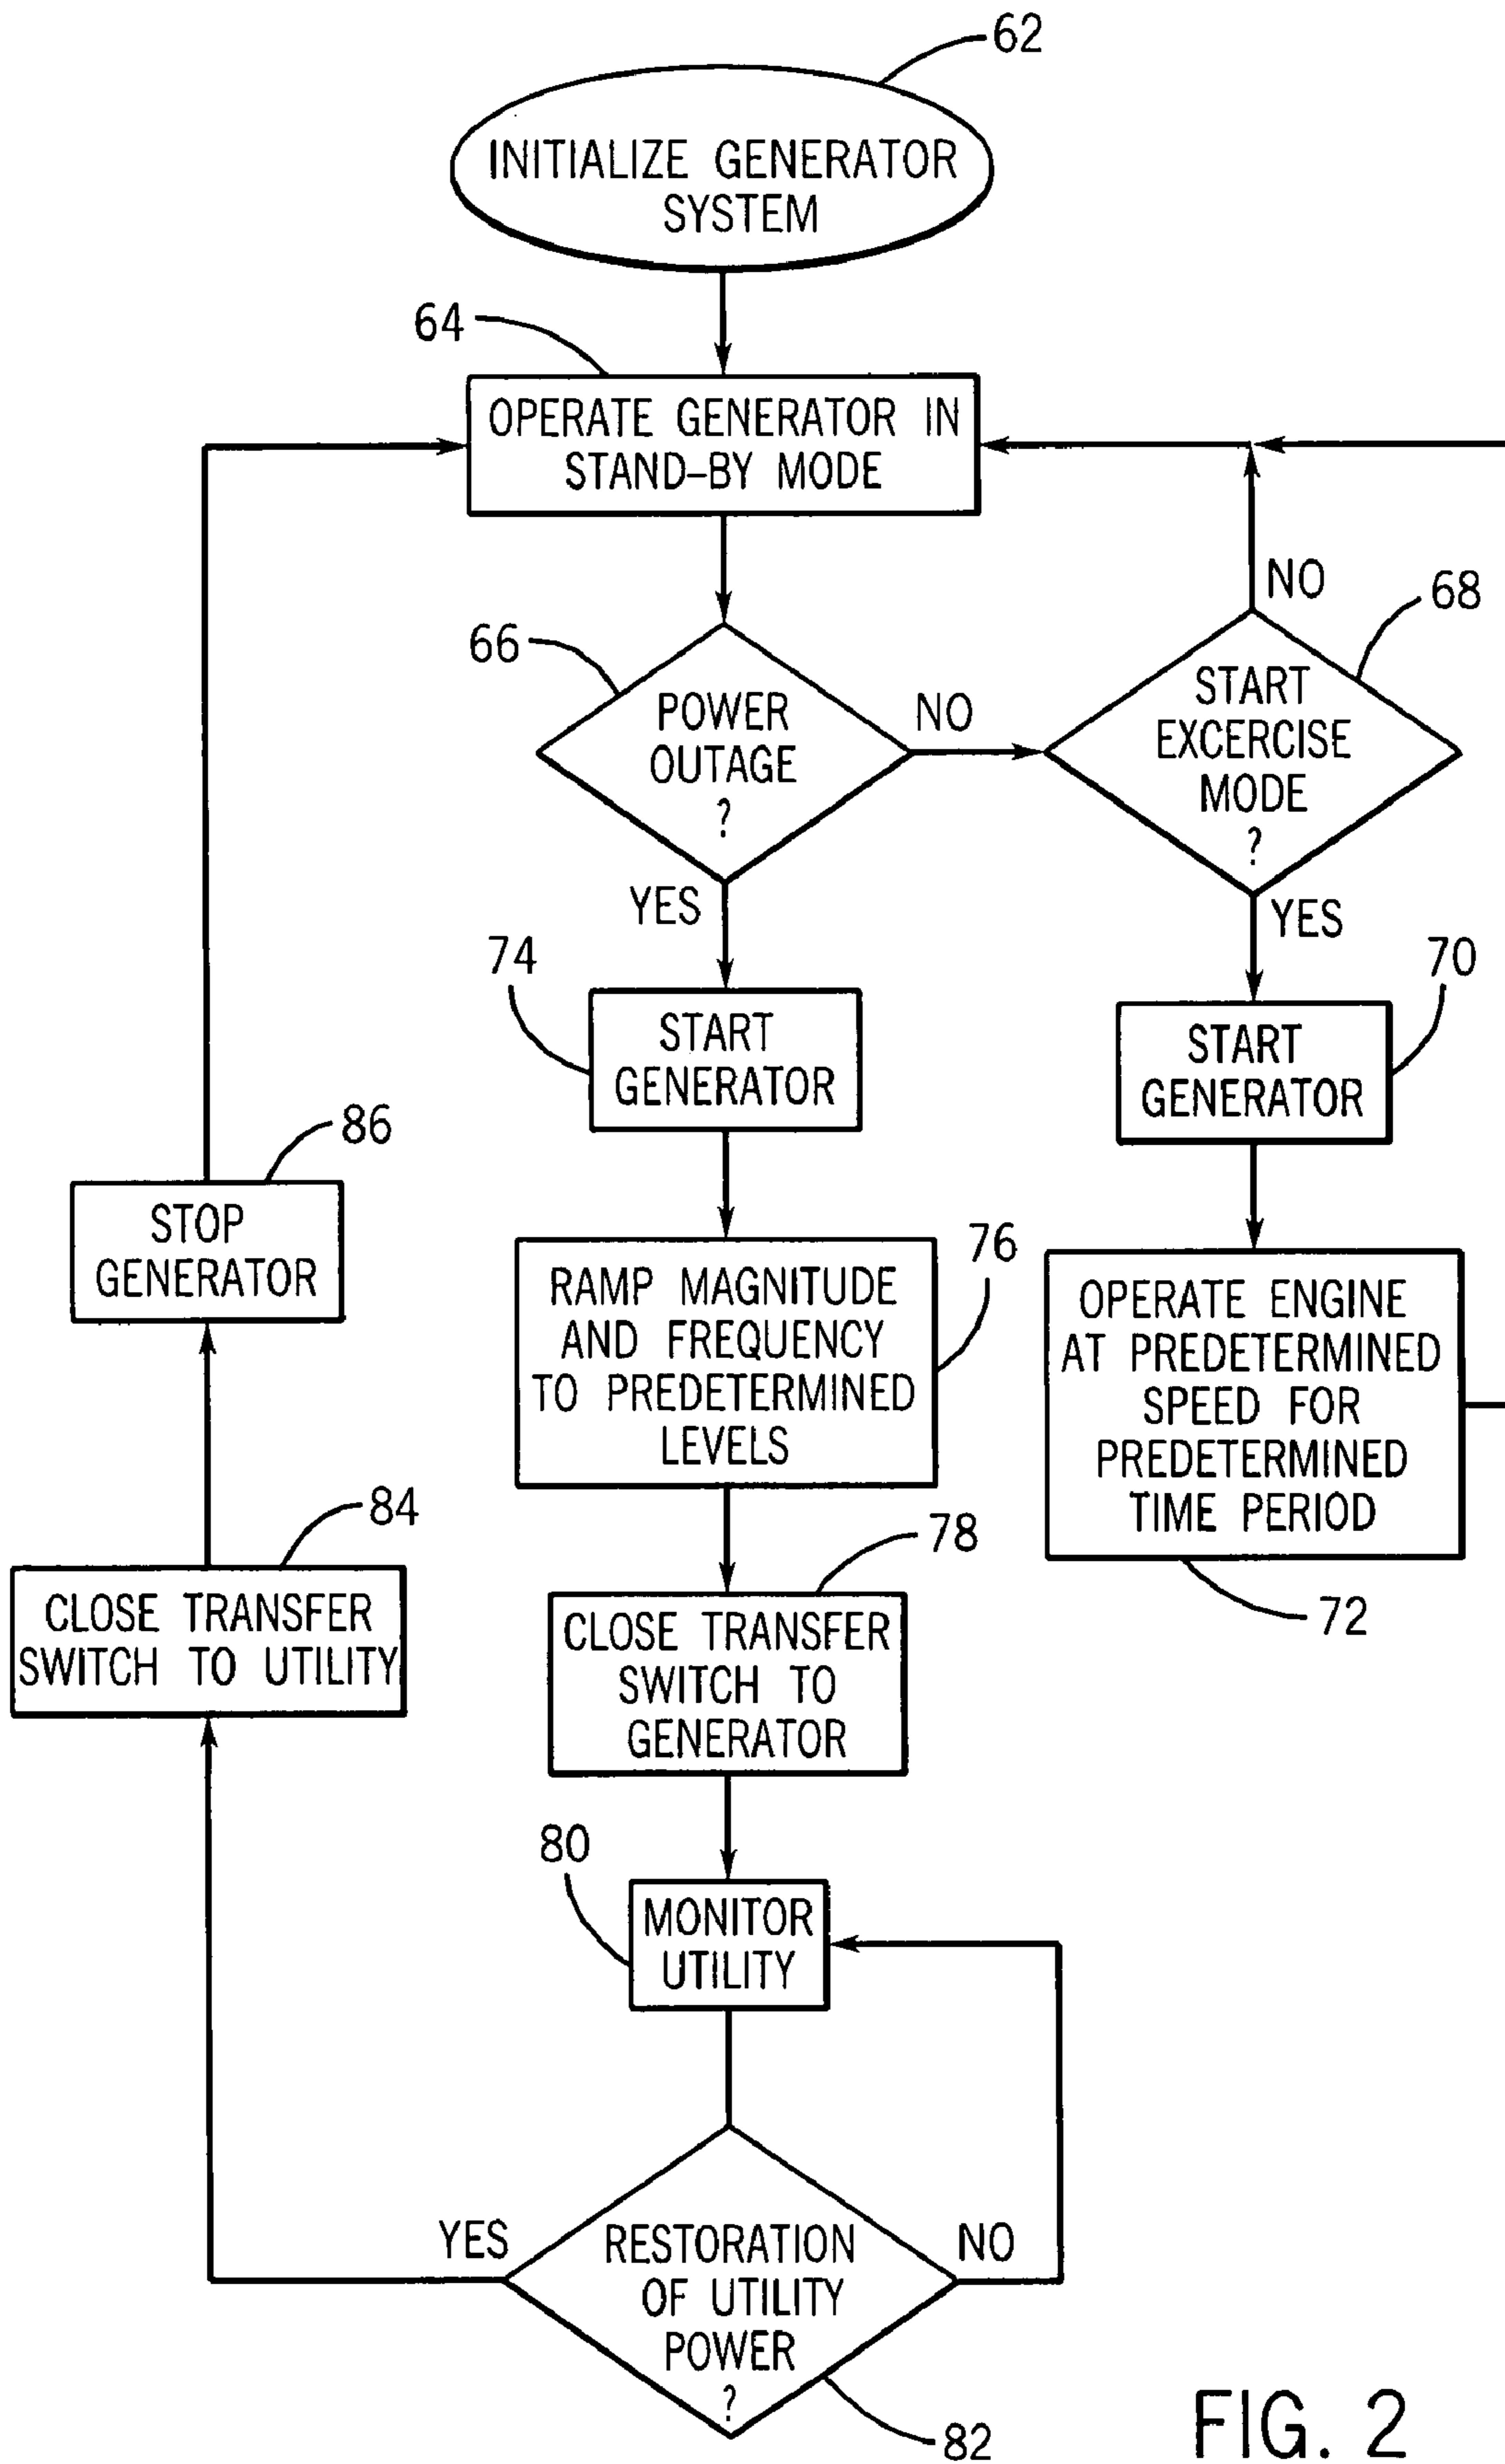 62
INITIALIZE GENERATOR
SYSTEM
64
OPERATE GENERATOR IN
STAND-BY MODE
NO
68
66
POWER
OUTAGE
?
NO
START
EXCERCISE
MODE
?
YES
YES
74
START
GENERATOR
70
START
GENERATOR
86
STOP
GENERATOR
76
RAMP MAGNITUDE
AND FREQUENCY
TO PREDETERMINED
LEVELS
OPERATE ENGINE
AT PREDETERMINED
SPEED FOR
PREDETERMINED
TIME PERIOD
72
84
CLOSE TRANSFER
SWITCH TO UTILITY
78
CLOSE TRANSFER
SWITCH TO
GENERATOR
80
MONITOR
UTILITY
YES
RESTORATION
OF UTILITY
POWER
?
NO
82
FIG. 2